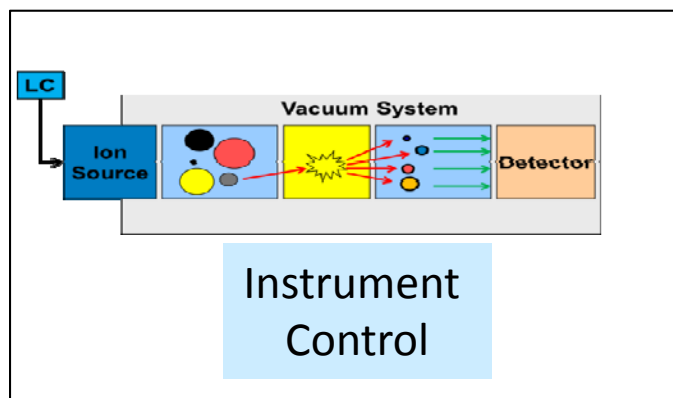 LC
Vacuum System
Ion
Source
Detector
Instrument
Control